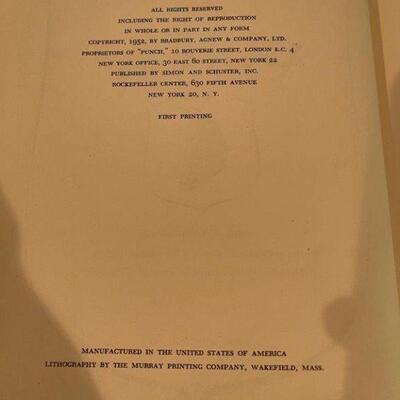 ALL RIGHTS RESERVED
INCLUDING THE RIGHT OF REPRODUCTION
IN WHOLE OR IN PART IN ANY FORM
COPYRIGHT, 1952, BY BRADBURY, AGNEW & COMPANY, LTD.
PROPRIETORS OF "PUNCH," 10 BOUVERIE STREET, LONDON E.C. 4
NEW YORK OFFICE, 30 EAST 60 STREET, NEW YORK 22
PUBLISHED BY SIMON AND SCHUSTER, INC.
ROCKEFELLER CENTER, 630 FIFTH AVENUE
NEW YORK 20, N. Y.
FIRST PRINTING
MANUFACTURED IN THE UNITED STATES OF AMERICA
LITHOGRAPHY BY THE MURRAY PRINTING COMPANY, WAKEFIELD, MASS.